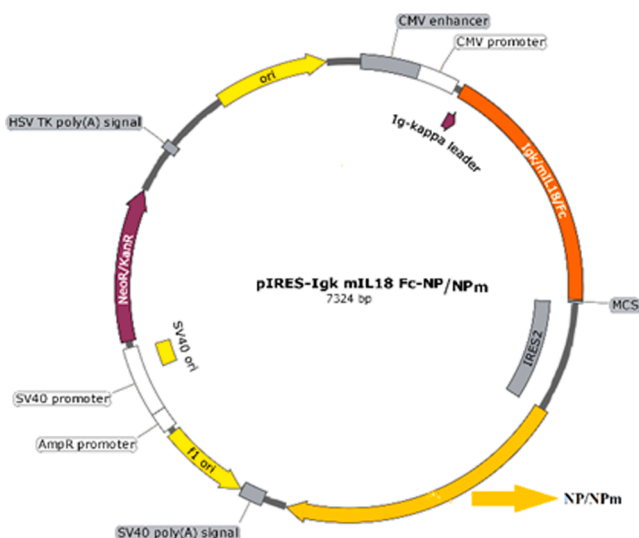 CMV enhancer
CMV promoter
ori
HSV TK poly(A) signal
Ig-kappa leader
Igk/mIL18/Fc
NeoR/KanR
pIRES-Igk mIL18 Fc-NP/NPm
7324 bp
MCS
IRES2
SV40 ori
SV40 promoter
AmpR promoter
f1 ori
NP/NPm
SV40 poly(A) signal